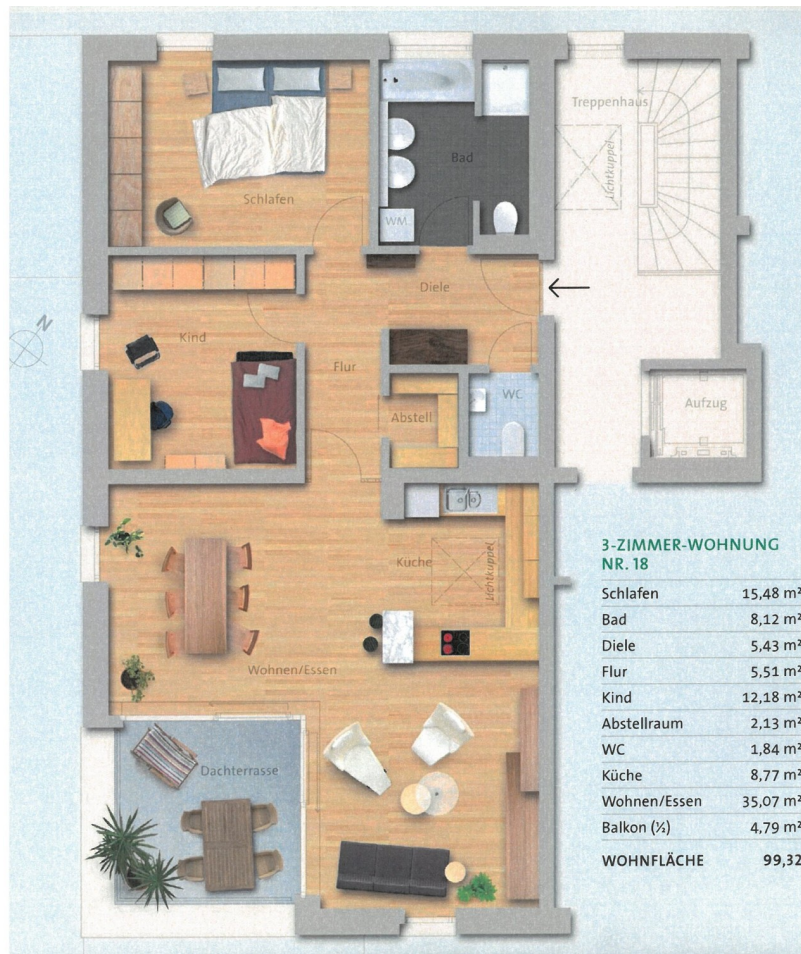 Treppenhaus
Lichtkuppel
Bad
Schlafen
WM
Diele
N
Kind
Flur
WC
Abstell
Aufzug
Küche
Lichtkuppel
Wohnen/Essen
Dachterrasse
3-ZIMMER-WOHNUNG
NR. 18
Schlafen 15,48 m²
Bad 8,12 m²
Diele 5,43 m²
Flur 5,51 m²
Kind 12,18 m²
Abstellraum 2,13 m²
WC 1,84 m²
Küche 8,77 m²
Wohnen/Essen 35,07 m²
Balkon (½) 4,79 m²
WOHNFLÄCHE 99,32